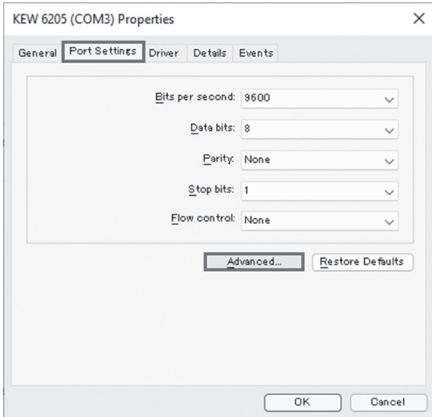 KEW 6205 (COM3) Properties
General Port Settings Driver Details Events
Bits per second: 9600
Data bits: 8
Parity: None
Stop bits: 1
Flow control: None
Advanced... Restore Defaults
OK Cancel